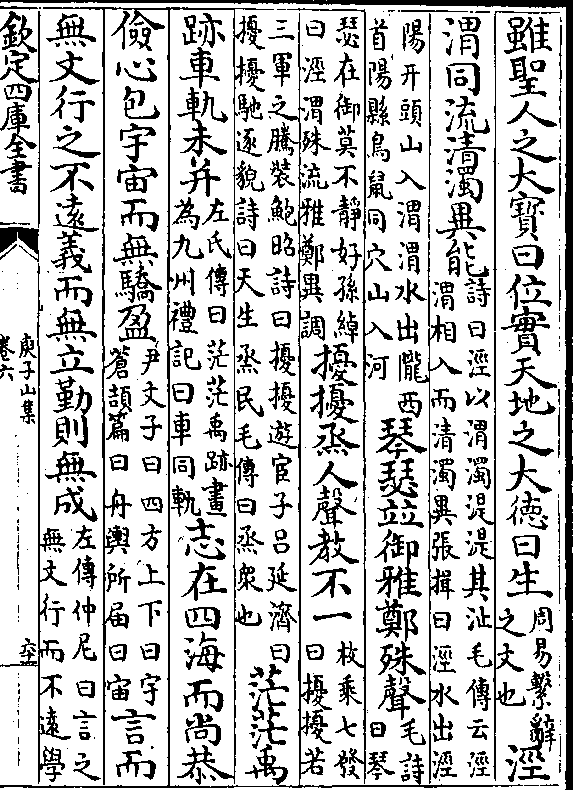 雖聖人之大寶曰位實天地之大德曰生周易繫辭之文也涇
渭同流清濁異能詩曰涇以渭濁湜湜其沚毛傳云涇渭相入而清濁異張揖曰涇水出涇
陽开頭山入渭渭水出隴西首陽縣鳥鼠同穴山入河琴瑟竝御雅鄭殊聲毛詩曰琴
瑟在御莫不靜好孫綽曰涇渭殊流雅鄭異調擾擾烝人聲教不一枚乘七發曰擾擾若
三軍之騰裝鮑昭詩曰擾擾遊宦子呂延濟曰擾擾馳逐貌詩曰天生烝民毛傳曰烝衆也茫茫禹
跡車軌未并左氏傳曰茫茫禹跡畫為九州禮記曰車同軌志在四海而尚恭
儉心包宇宙而無驕盈尹文子曰四方上下曰宇蒼頡篇曰舟輿所届曰宙言而
無文行之不遠義而無立勤則無成左傳仲尼曰言之無文行而不遠學
欽定四庫全書
庾子山集
卷六